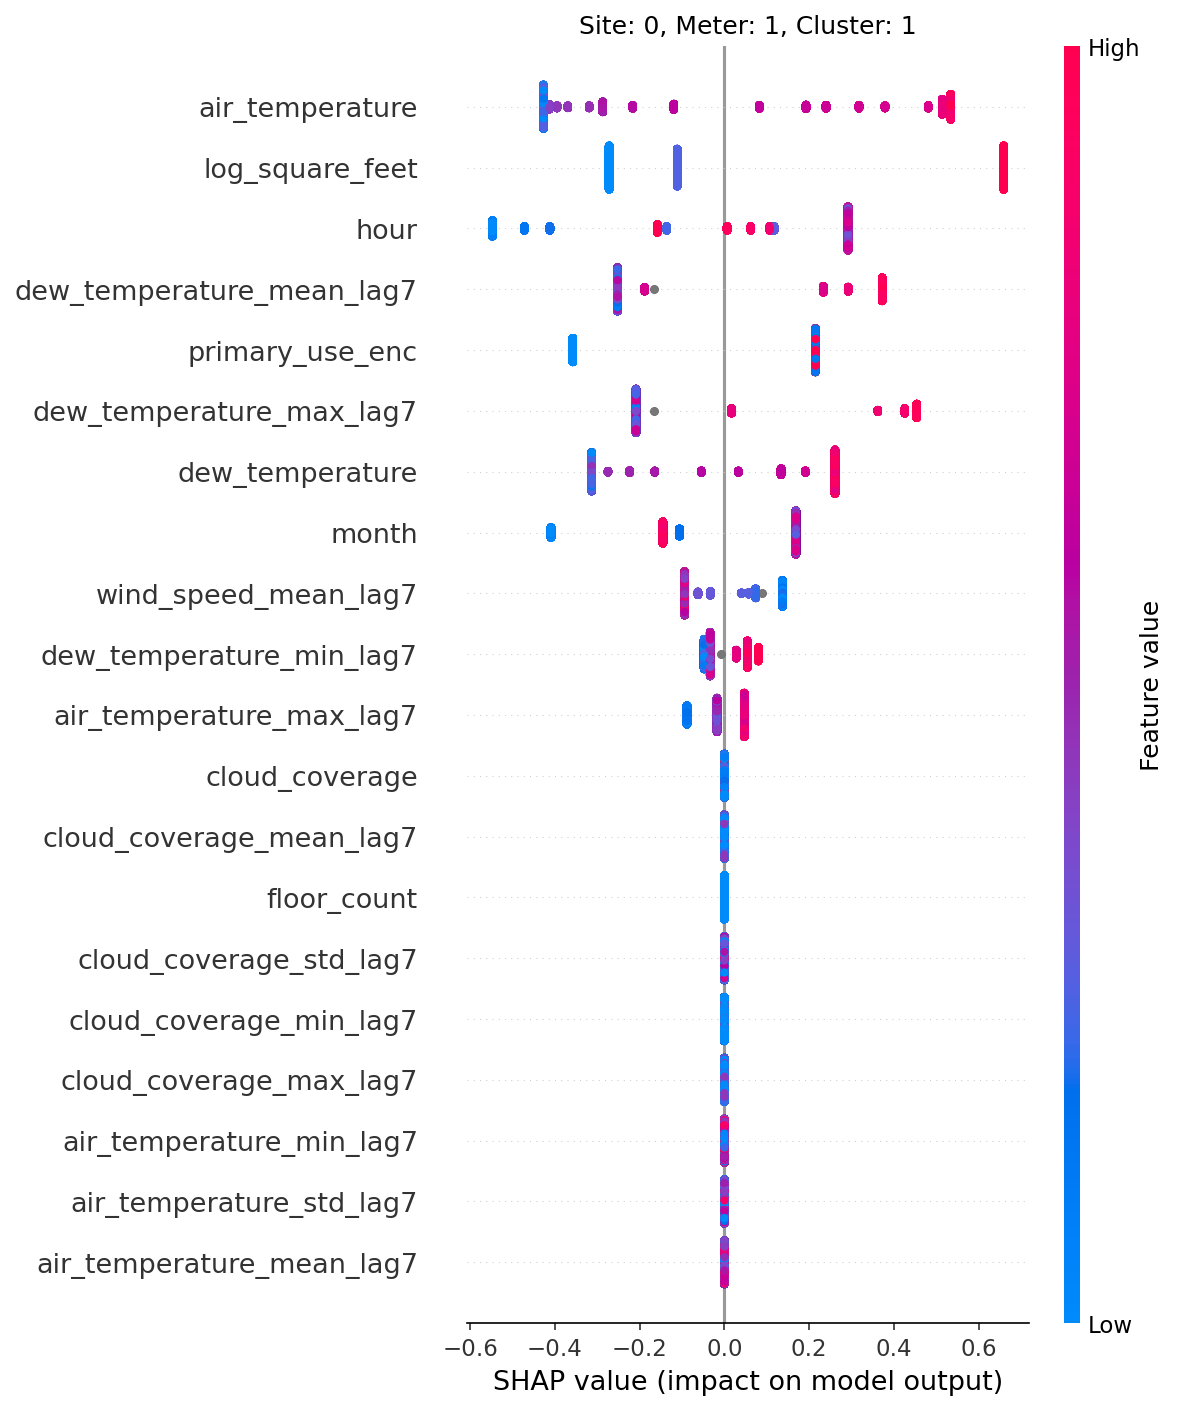 Site: 0, Meter: 1, Cluster: 1
High
air_temperature
log_square_feet
hour
dew_temperature_mean_lag7
primary_use_enc
dew_temperature_max_lag7
dew_temperature
month
wind_speed_mean_lag7
dew_temperature_min_lag7
air_temperature_max_lag7
cloud_coverage
cloud_coverage_mean_lag7
floor_count
cloud_coverage_std_lag7
cloud_coverage_min_lag7
cloud_coverage_max_lag7
air_temperature_min_lag7
air_temperature_std_lag7
air_temperature_mean_lag7
Feature value
Low
−0.6 −0.4 −0.2 0.0 0.2 0.4 0.6
SHAP value (impact on model output)